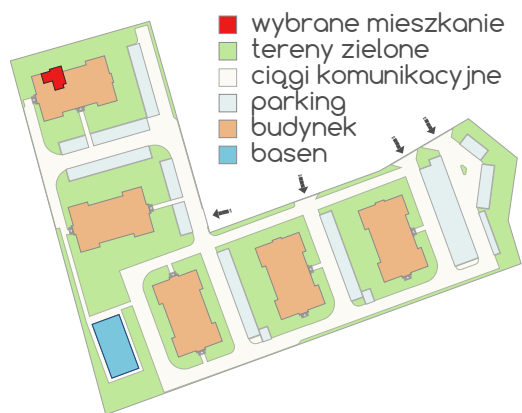 wybrane mieszkanie
tereny zielone
ciągi komunikacyjne
parking
budynek
basen